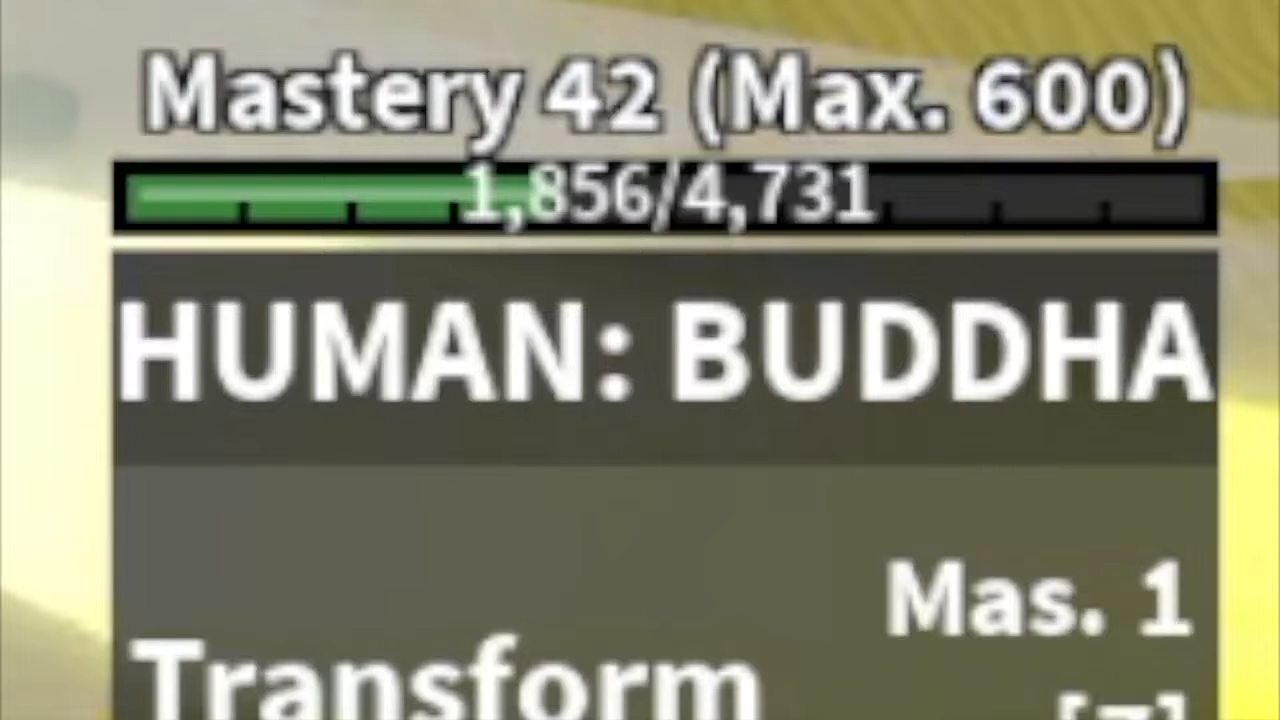 Mastery 42 (Max. 600)
1,856/4,731
HUMAN: BUDDHA
Mas. 1
Transform